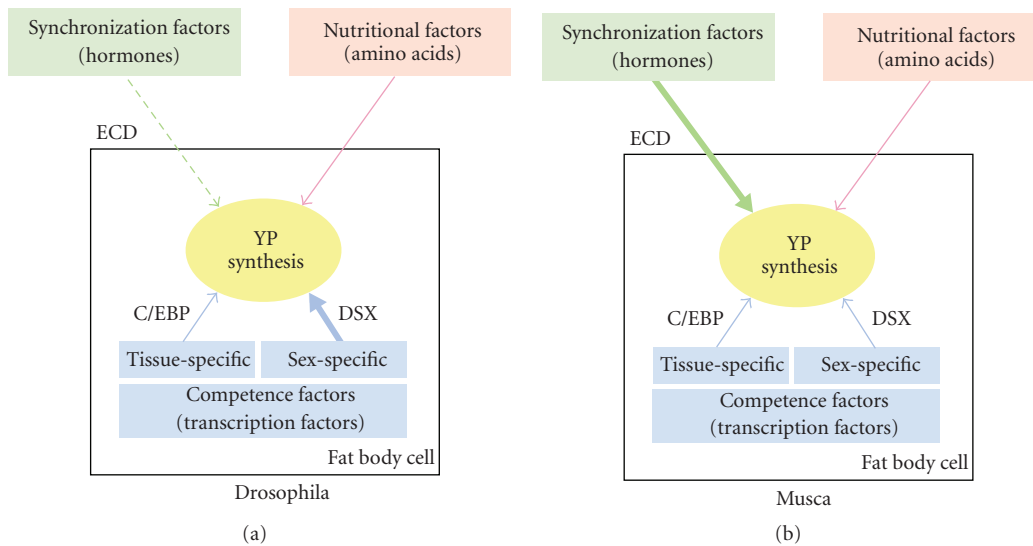 Synchronization factors
(hormones)
Nutritional factors
(amino acids)
ECD
YP
synthesis
C/EBP
DSX
Tissue-specific
Sex-specific
Competence factors
(transcription factors)
Fat body cell
Drosophila
(a)
Synchronization factors
(hormones)
Nutritional factors
(amino acids)
ECD
YP
synthesis
C/EBP
DSX
Tissue-specific
Sex-specific
Competence factors
(transcription factors)
Fat body cell
Musca
(b)